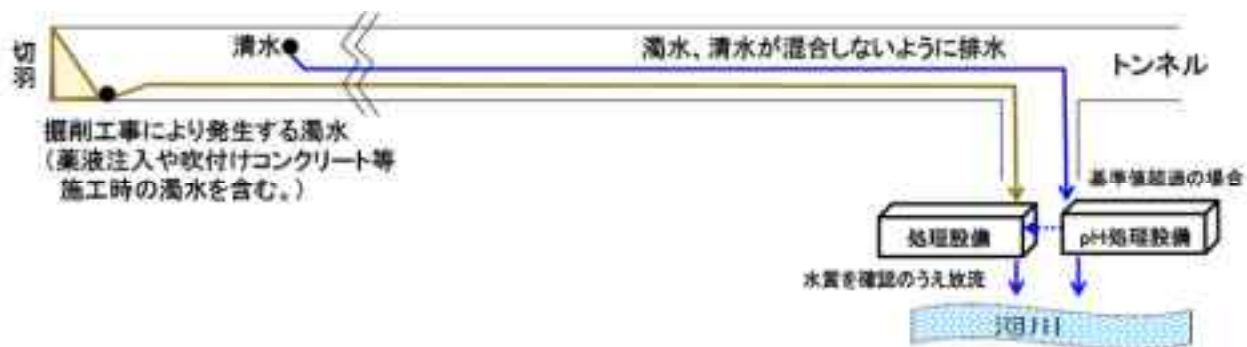 切羽
清水
濁水、清水が混合しないように排水
トンネル
掘削工事により発生する濁水
（薬液注入や吹付けコンクリート等
施工時の濁水を含む。）
基準値超過の場合
処理設備
pH処理設備
水質を確認のうえ放流
河川